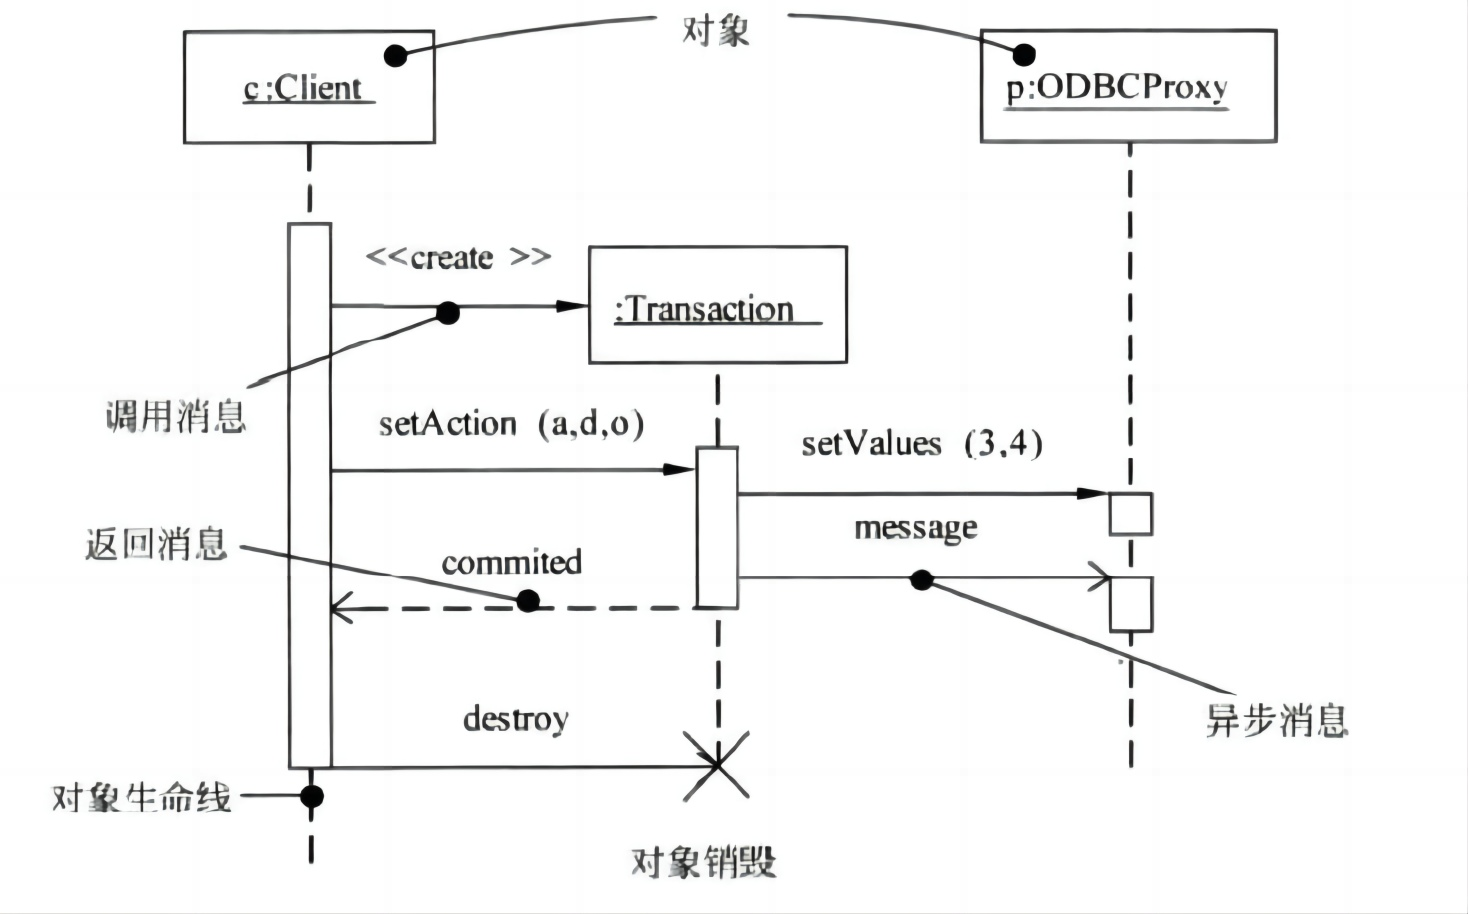 对象
c:Client
p:ODBCProxy
<<create >>
:Transaction
调用消息
setAction (a,d,o)
setValues (3,4)
message
返回消息
commited
destroy
异步消息
对象生命线
对象销毁